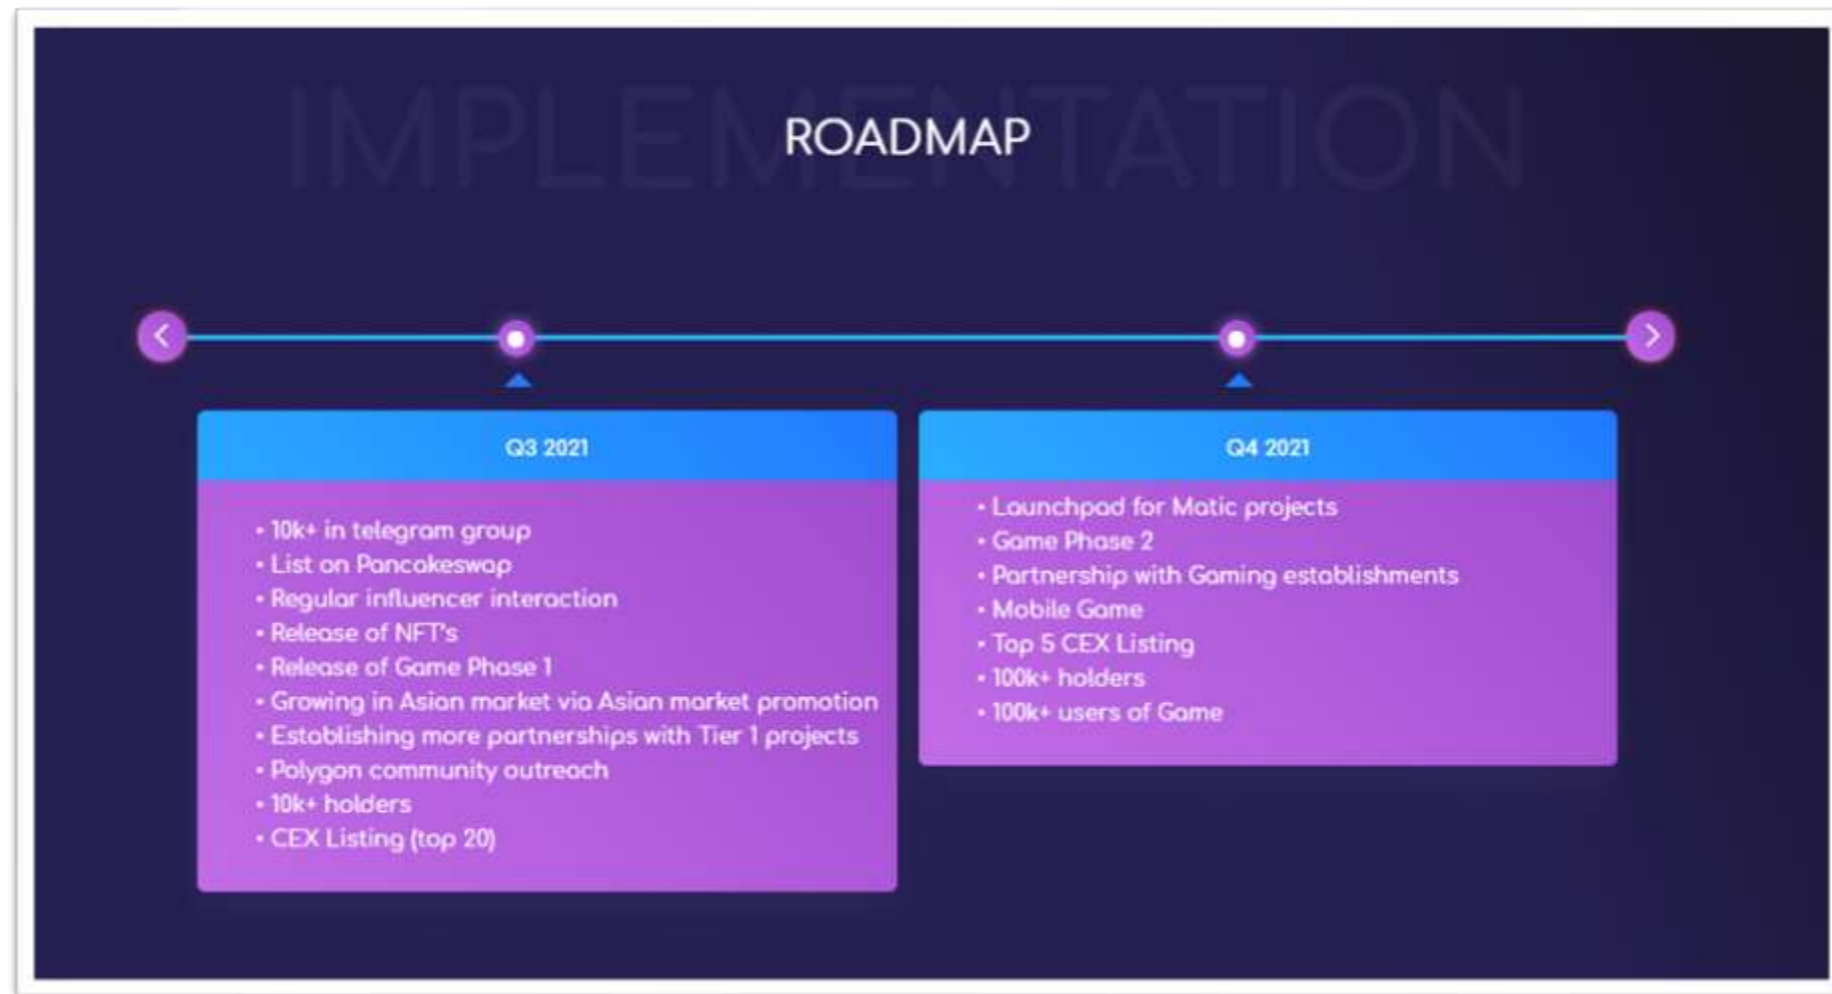 IMPLEMENTATION
ROADMAP
Q3 2021
• 10k+ in telegram group
• List on Pancakeswap
• Regular influencer interaction
• Release of NFT's
• Release of Game Phase 1
• Growing in Asian market via Asian market promotion
• Establishing more partnerships with Tier 1 projects
• Polygon community outreach
• 10k+ holders
• CEX Listing (top 20)
Q4 2021
• Launchpad for Matic projects
• Game Phase 2
• Partnership with Gaming establishments
• Mobile Game
• Top 5 CEX Listing
• 100k+ holders
• 100k+ users of Game